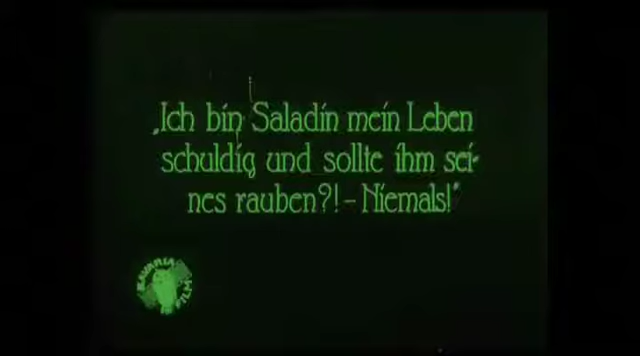 „Ich bin Saladin mein Leben
schuldig und sollte ihm sei-
nes rauben?! – Niemals!"
BAVARIA
FILM